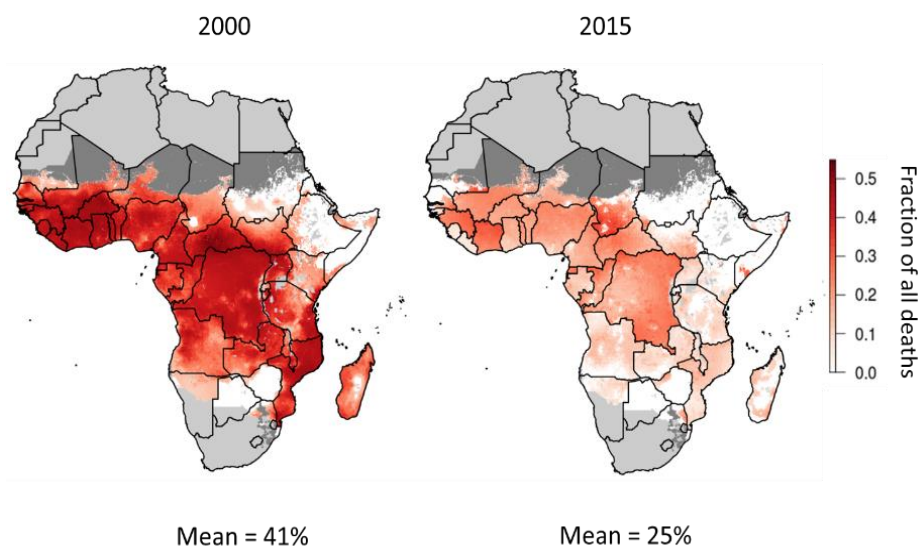 2000
2015
0.5
0.4
0.3
0.2
0.1
0.0
Fraction of all deaths
Mean = 41%
Mean = 25%